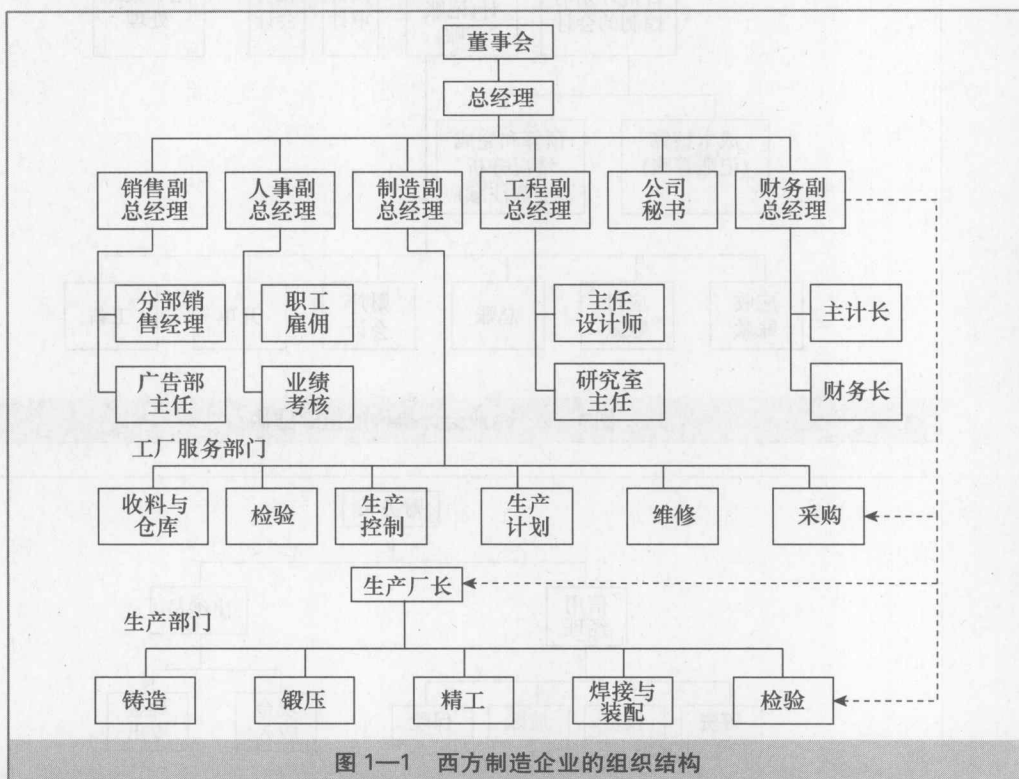 董事会
总经理
销售副
总经理
人事副
总经理
制造副
总经理
工程副
总经理
公司
秘书
财务副
总经理
分部销
售经理
职工
雇佣
主任
设计师
主计长
广告部
主任
业绩
考核
研究室
主任
财务长
工厂服务部门
收料与
仓库
检验
生产
控制
生产
计划
维修
采购
生产厂长
生产部门
铸造
锻压
精工
焊接与
装配
检验
图1—1 西方制造企业的组织结构